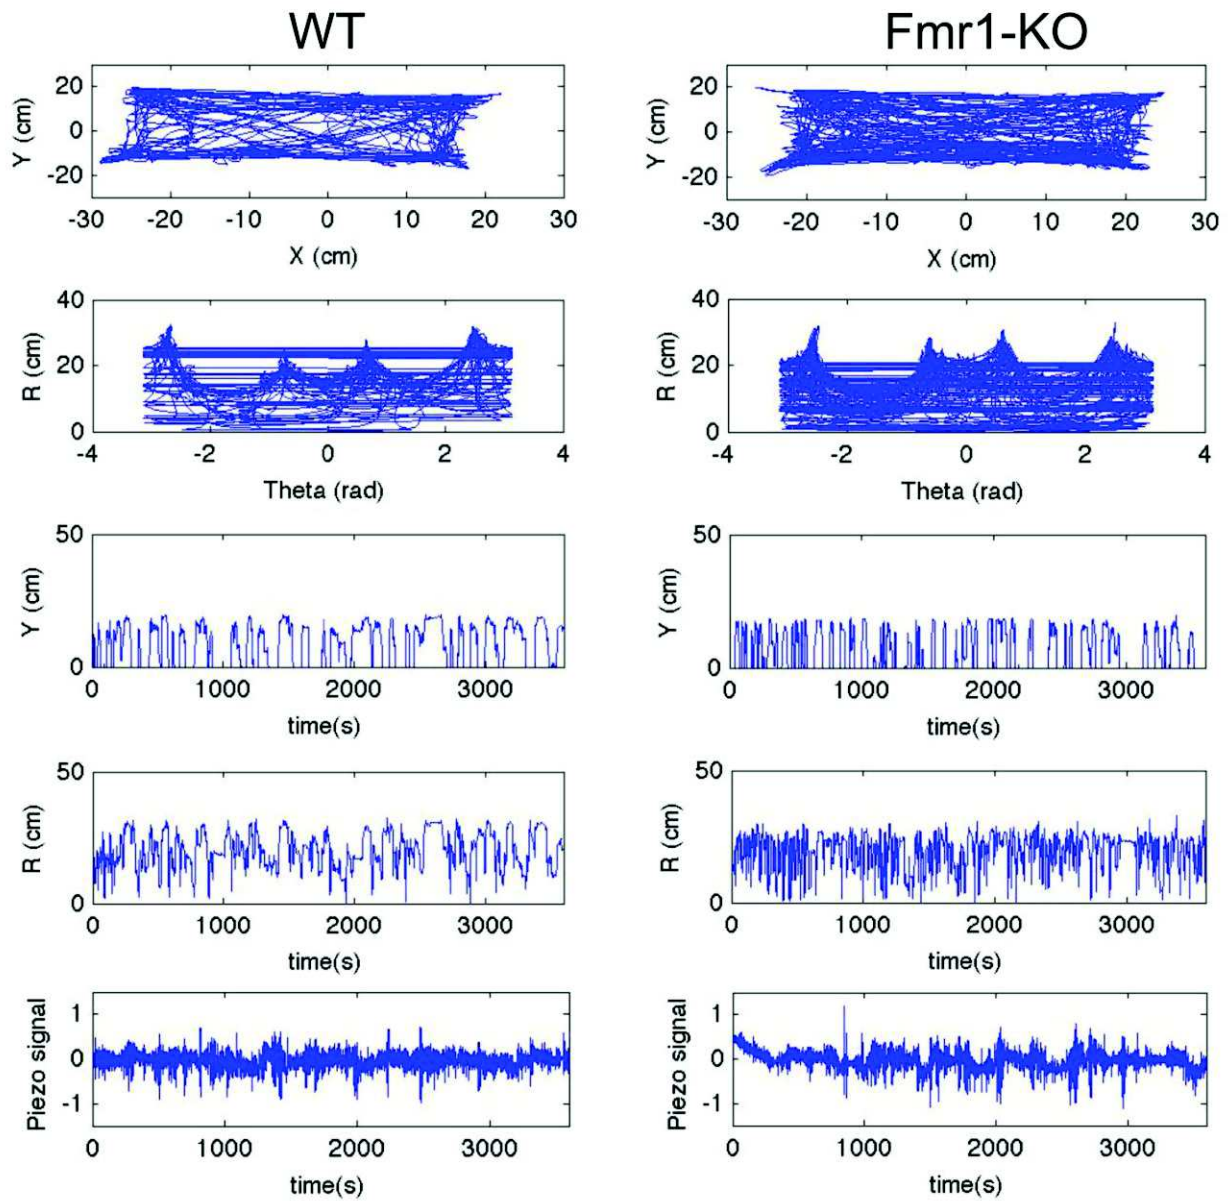 WT
Fmr1-KO
20
0
-20
Y (cm)
-30 -20 -10 0 10 20 30
X (cm)
20
0
-20
Y (cm)
-30 -20 -10 0 10 20 30
X (cm)
40
20
0
R (cm)
-4 -2 0 2 4
Theta (rad)
40
20
0
R (cm)
-4 -2 0 2 4
Theta (rad)
50
0
Y (cm)
0 1000 2000 3000
time(s)
50
0
Y (cm)
0 1000 2000 3000
time(s)
50
0
R (cm)
0 1000 2000 3000
time(s)
50
0
R (cm)
0 1000 2000 3000
time(s)
1
0
-1
Piezo signal
0 1000 2000 3000
time(s)
1
0
-1
Piezo signal
0 1000 2000 3000
time(s)